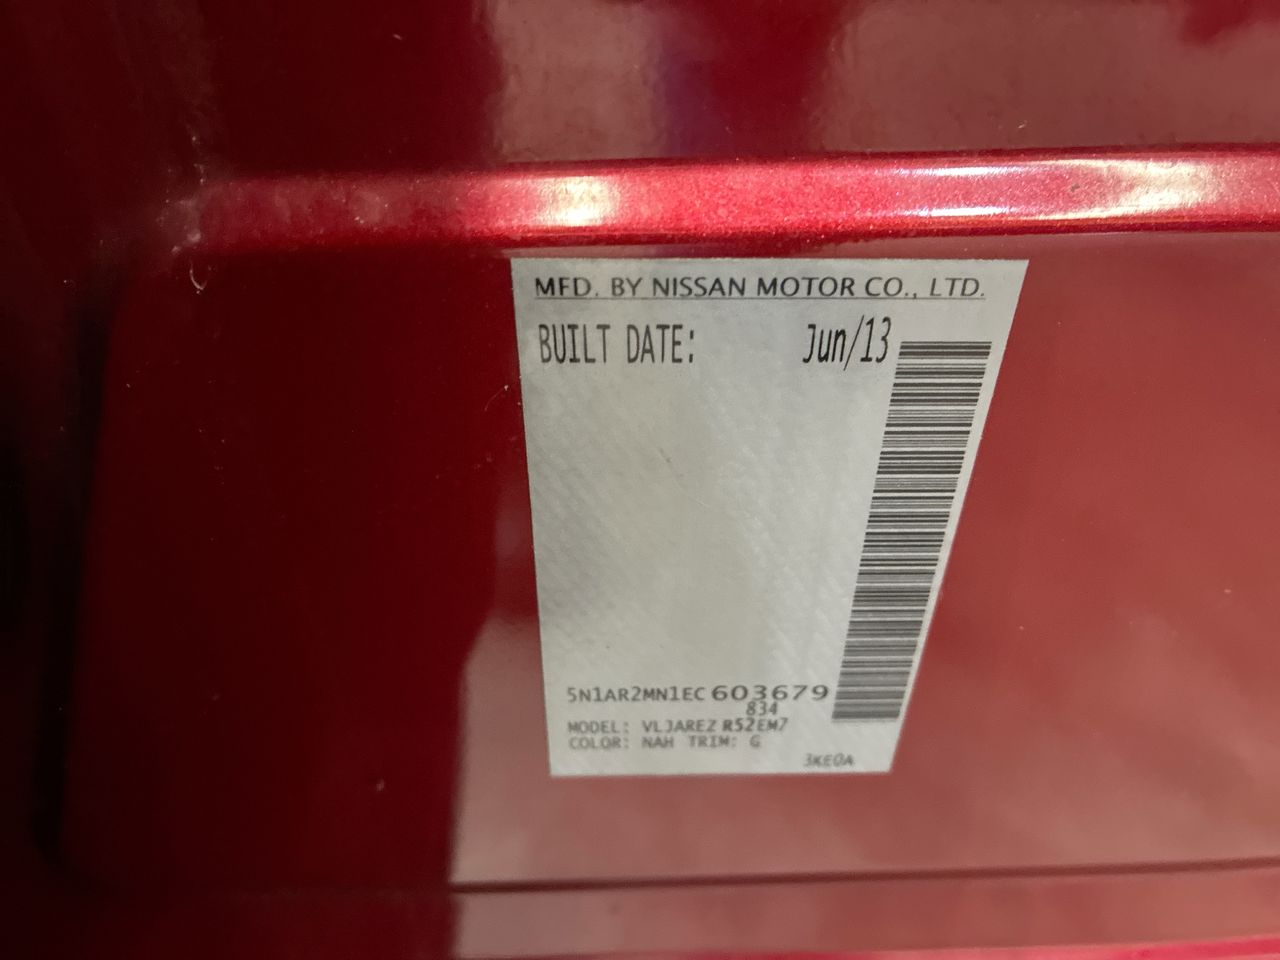 MFD. BY NISSAN MOTOR CO., LTD.
BUILT DATE: Jun/13
5N1AR2MN1EC603679
834
MODEL: VLJAREZ R52EM7
COLOR: NAH TRIM: G
3KE0A